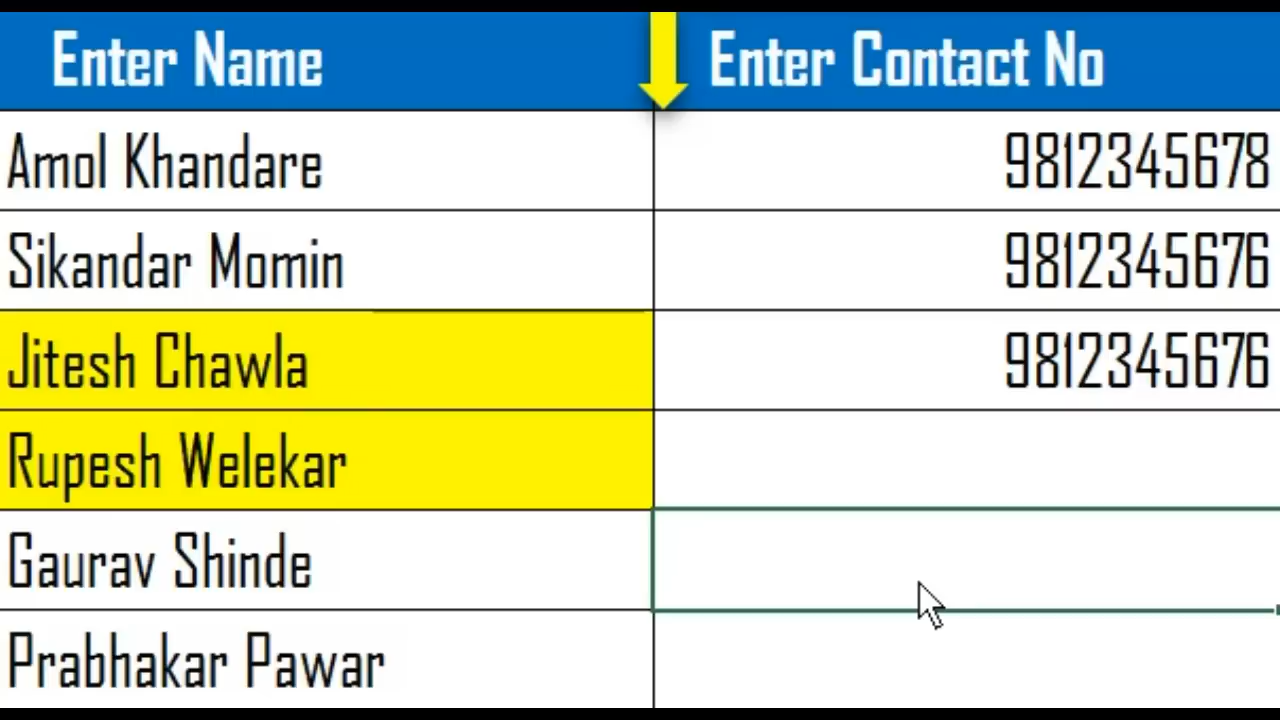 Enter Name Enter Contact No
Amol Khandare 9812345678
Sikandar Momin 9812345676
Jitesh Chawla 9812345676
Rupesh Welekar
Gaurav Shinde
Prabhakar Pawar